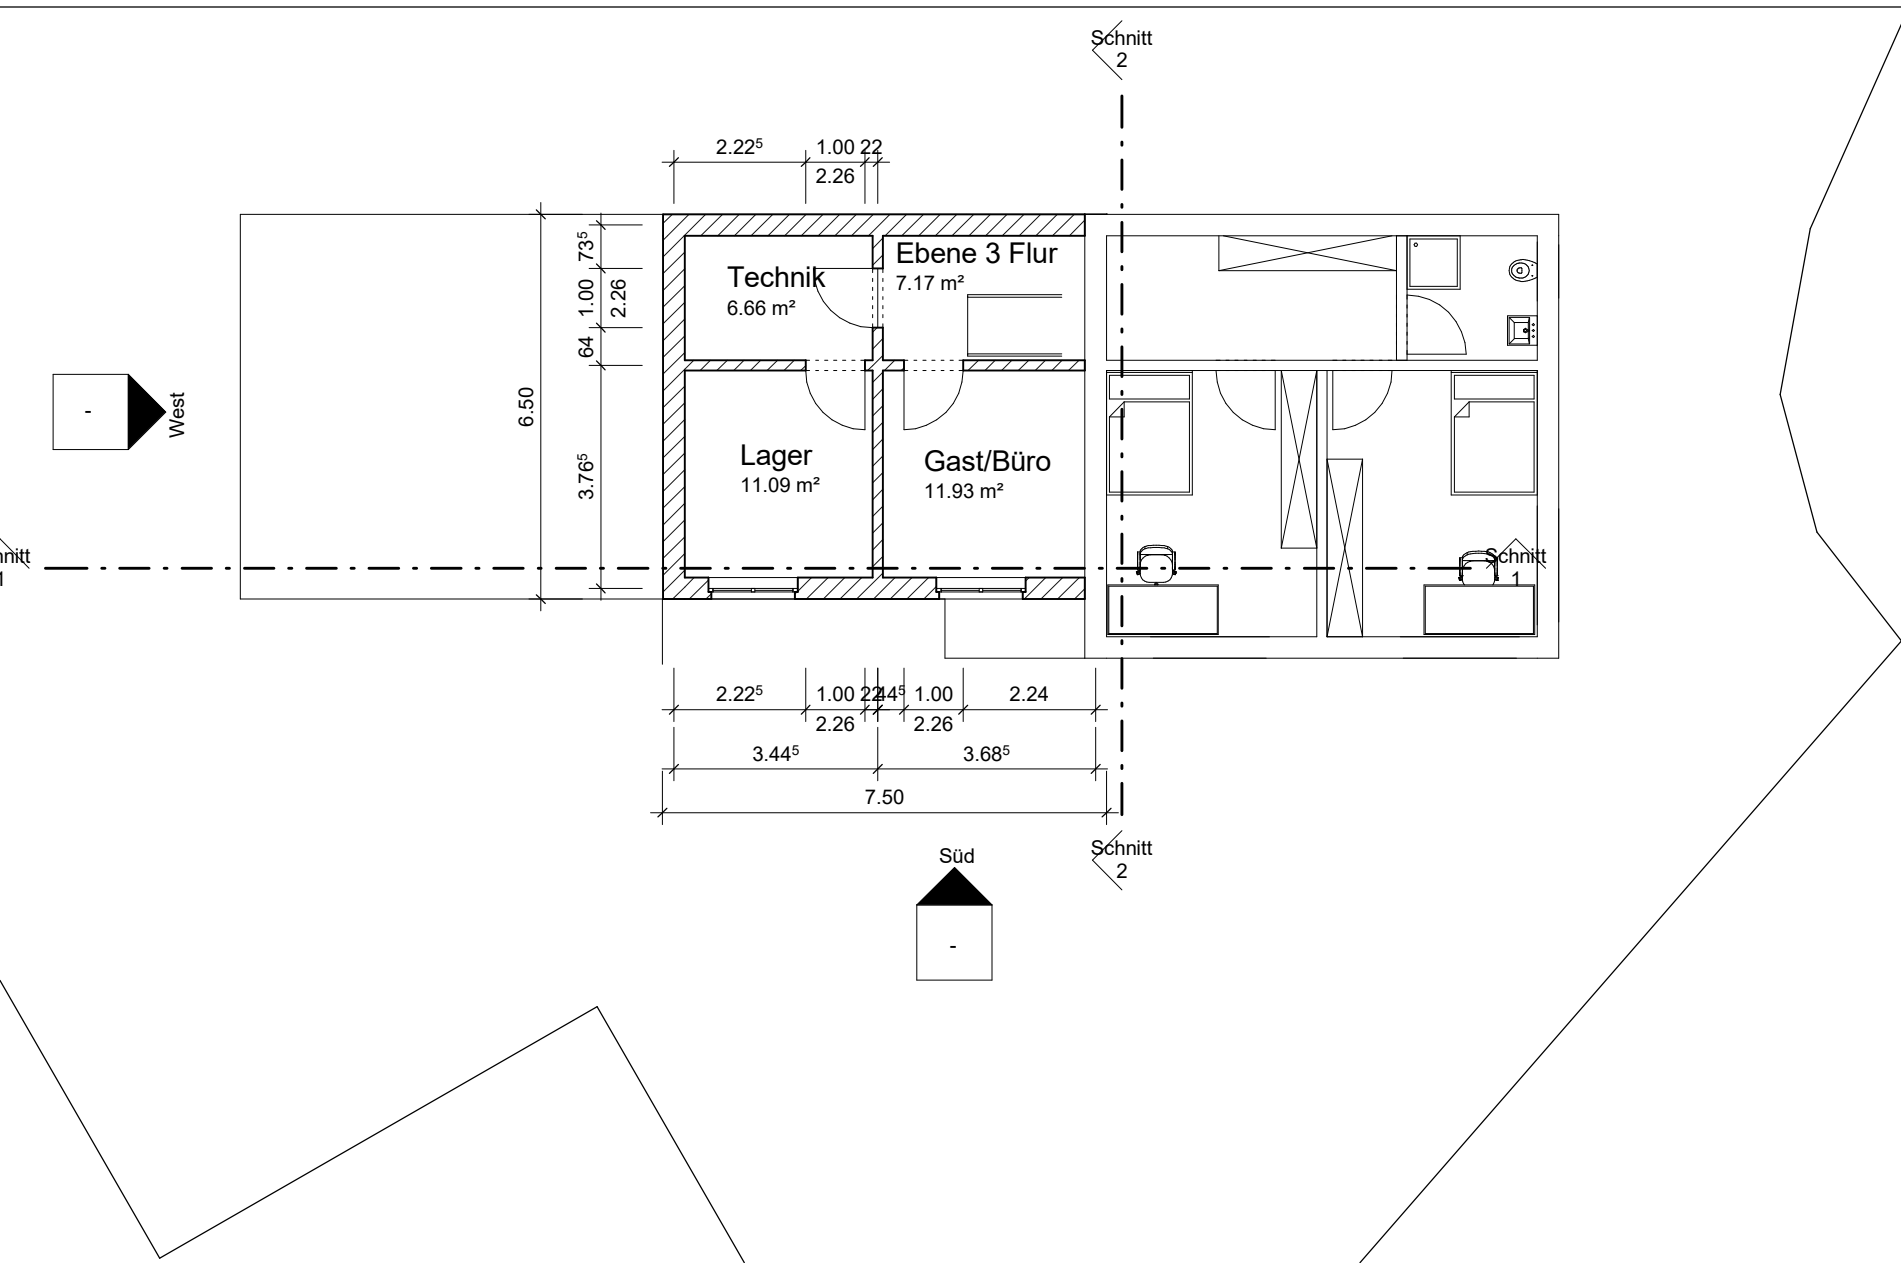 Schnitt
2
2.22⁵
1.00
22
2.26
73⁵
1.00
2.26
64
3.76⁵
6.50
Technik
6.66 m²
Ebene 3 Flur
7.17 m²
-
West
Lager
11.09 m²
Gast/Büro
11.93 m²
1
Schnitt
1
2.22⁵
1.00
22
44⁵
1.00
2.24
2.26
2.26
3.44⁵
3.68⁵
7.50
Schnitt
2
Süd
-